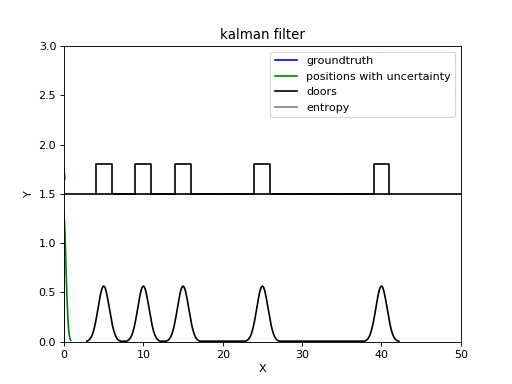 kalman filter
3.0
2.5
2.0
1.5
1.0
0.5
0.0
Y
groundtruth
positions with uncertainty
doors
entropy
0 10 20 30 40 50
X